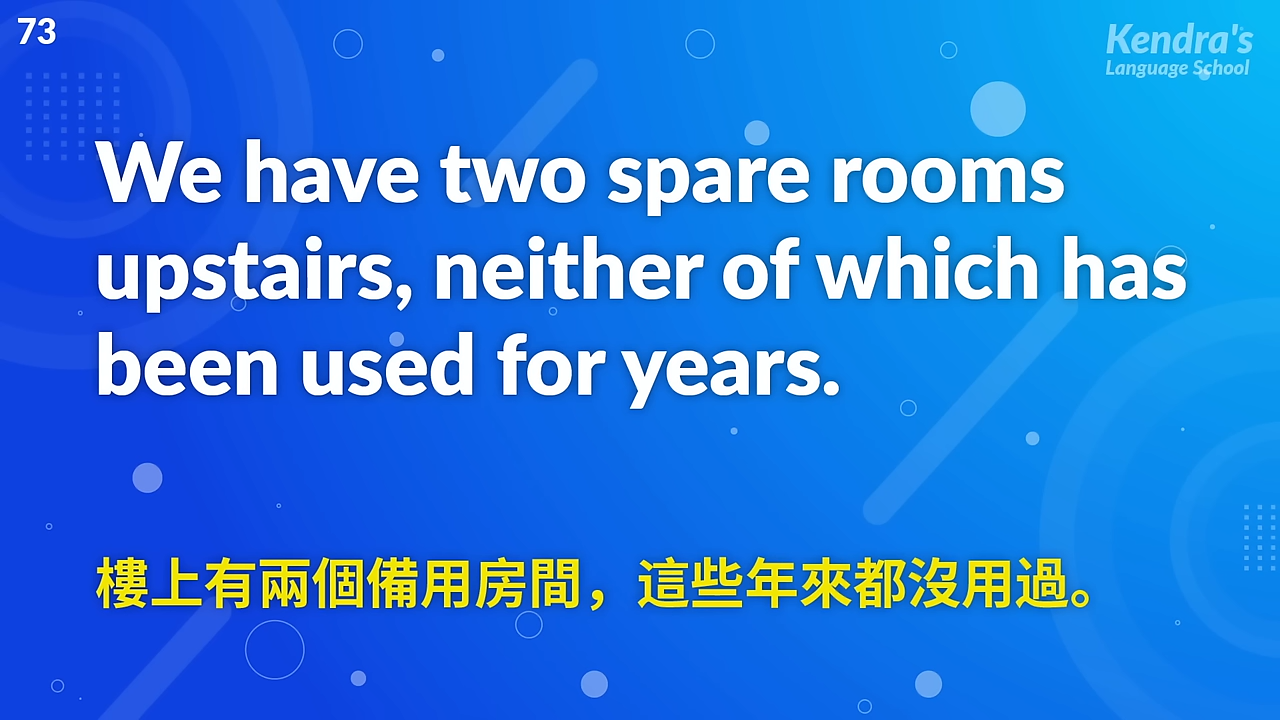 73
Kendra's
Language School
We have two spare rooms
upstairs, neither of which has
been used for years.
樓上有兩個備用房間，這些年來都沒用過。